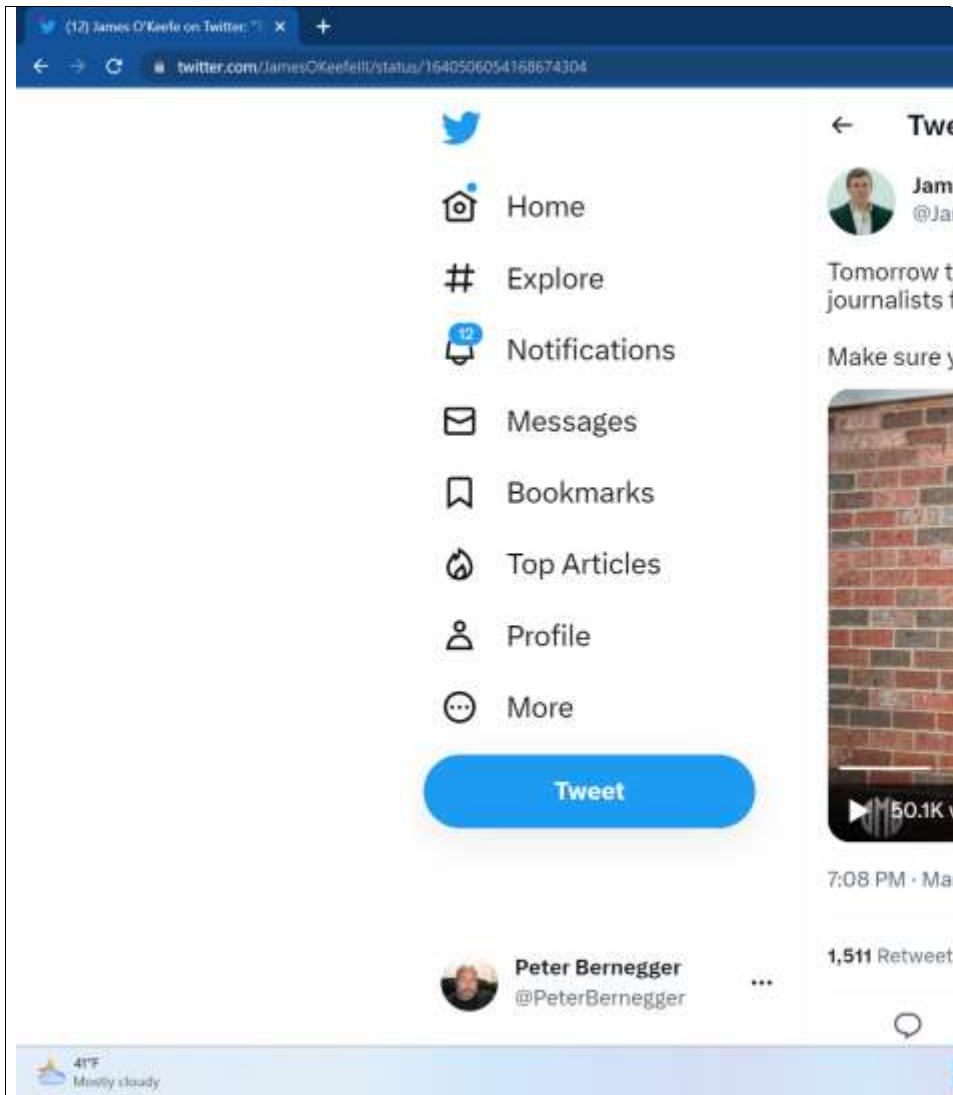 (12) James O'Keefe on Twitter: "
twitter.com/JamesOKeefeIII/status/1640506054168674304
Home
Explore
12
Notifications
Messages
Bookmarks
Top Articles
Profile
More
Tweet
Peter Bernegger
@PeterBernegger
Twe
Jam
@Ja
Tomorrow t
journalists f
Make sure y
50.1K v
7:08 PM · Ma
1,511 Retweet
41°F
Mostly cloudy